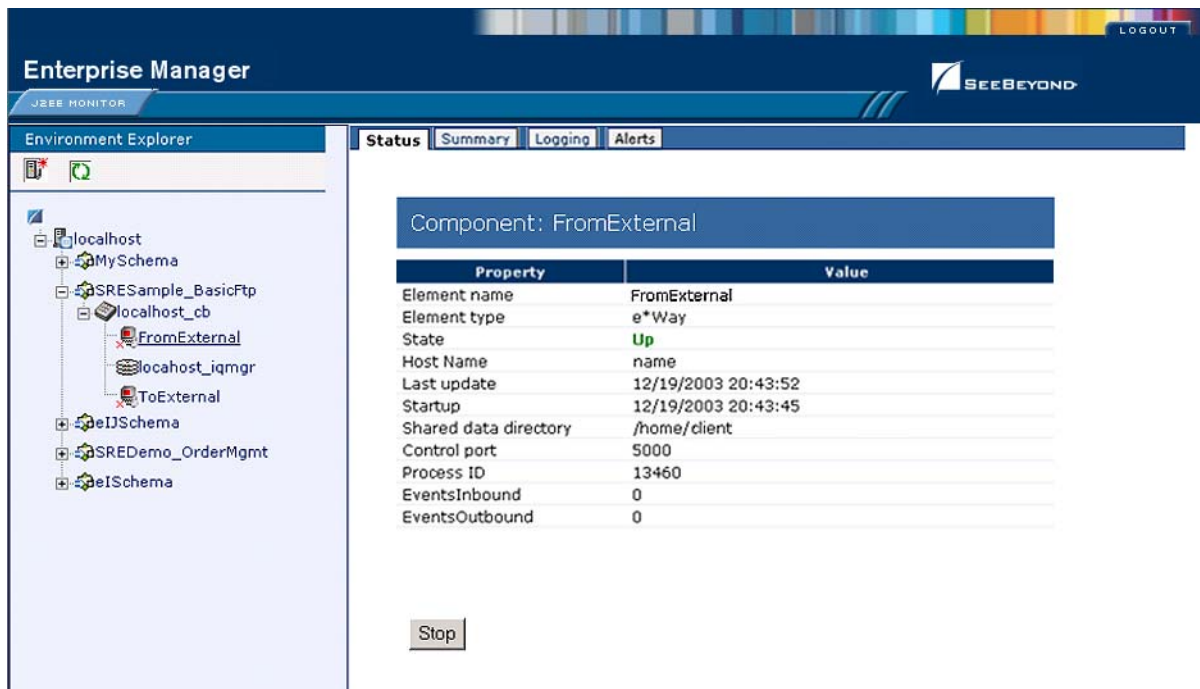 LOGOUT
Enterprise Manager
SEEBEYOND
J2EE MONITOR
Environment Explorer
Status Summary Logging Alerts
localhost
MySchema
SRESample_BasicFtp
localhost_cb
FromExternal
locahost_iqmgr
ToExternal
eIJSchema
SREDemo_OrderMgmt
eISchema
Component: FromExternal
Property Value
Element name FromExternal
Element type e*Way
State Up
Host Name name
Last update 12/19/2003 20:43:52
Startup 12/19/2003 20:43:45
Shared data directory /home/client
Control port 5000
Process ID 13460
EventsInbound 0
EventsOutbound 0
Stop